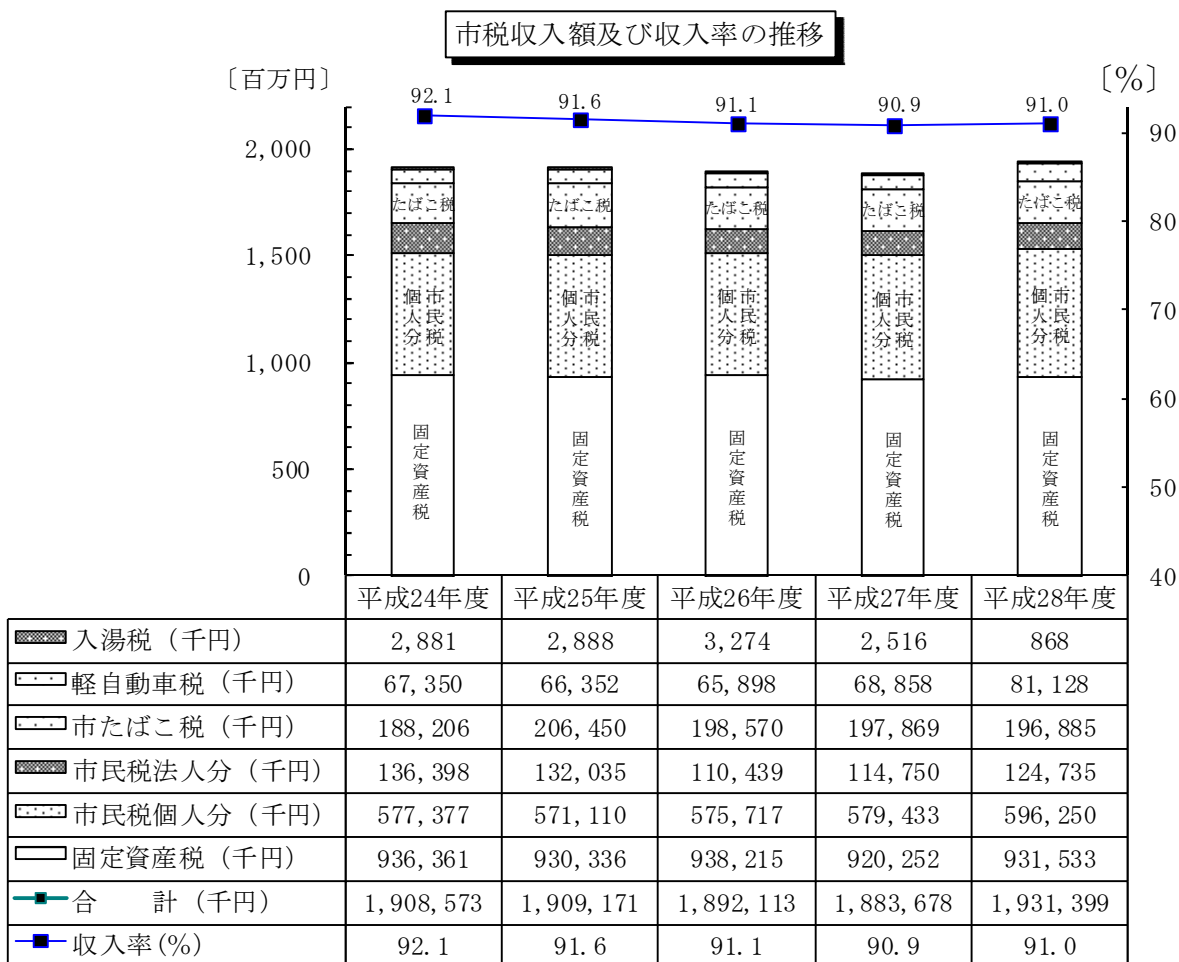 市税収入額及び収入率の推移
〔百万円〕
〔%〕
92.1 91.6 91.1 90.9 91.0
2,000
1,500
1,000
500
0
90
80
70
60
50
40
たばこ税 たばこ税 たばこ税 たばこ税 たばこ税
市民税個人分 市民税個人分 市民税個人分 市民税個人分 市民税個人分
固定資産税 固定資産税 固定資産税 固定資産税 固定資産税
平成24年度 平成25年度 平成26年度 平成27年度 平成28年度
入湯税（千円） 2,881 2,888 3,274 2,516 868
軽自動車税（千円） 67,350 66,352 65,898 68,858 81,128
市たばこ税（千円） 188,206 206,450 198,570 197,869 196,885
市民税法人分（千円） 136,398 132,035 110,439 114,750 124,735
市民税個人分（千円） 577,377 571,110 575,717 579,433 596,250
固定資産税（千円） 936,361 930,336 938,215 920,252 931,533
合　　計（千円） 1,908,573 1,909,171 1,892,113 1,883,678 1,931,399
収入率(%) 92.1 91.6 91.1 90.9 91.0